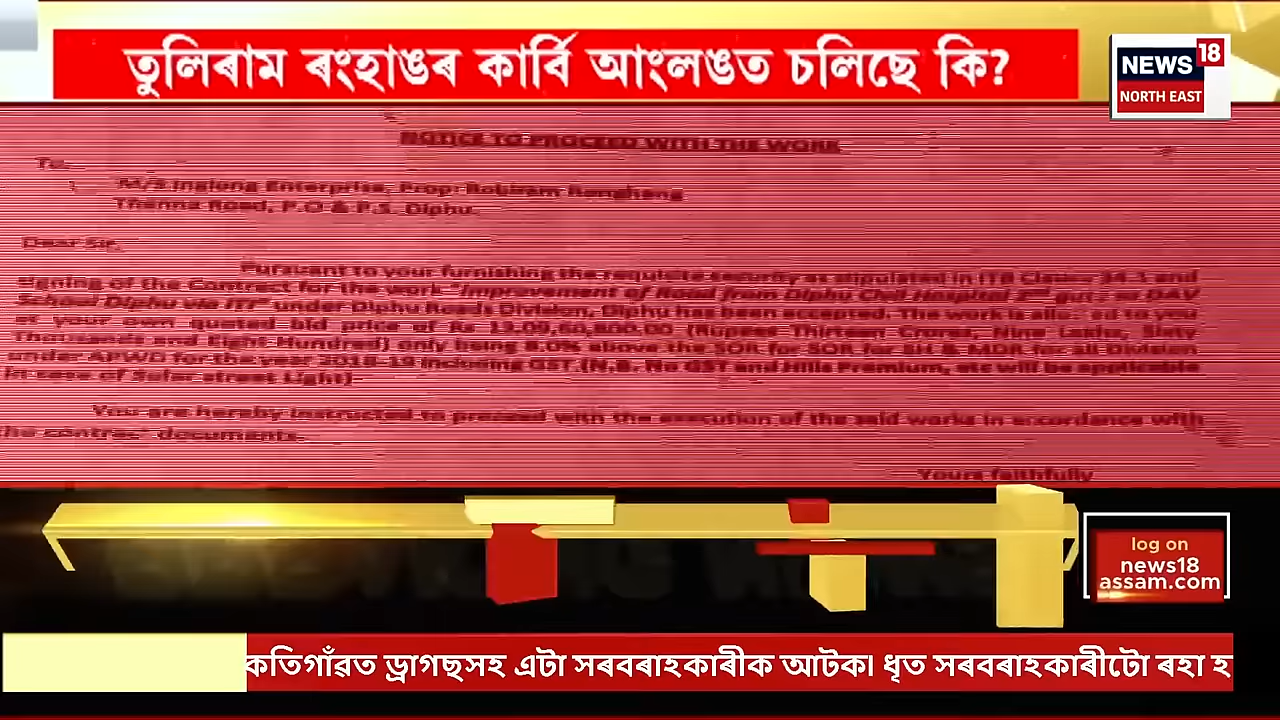 তুলিৰাম ৰংহাঙৰ কাৰ্বি আংলঙত চলিছে কি?
NEWS 18
NORTH EAST
NOTICE TO PROCEED WITH THE WORK
To,
M/S Inglong Enterprise, Prop: Robiram Ronghang
Thanna Road, P.O & P.S. Diphu.
Dear Sir,
Pursuant to your furnishing the requisite security as stipulated in ITB Clause 34.1 and
signing of the Contract for the work "Improvement of Road from Diphu Civil Hospital 2nd to DAV
School Diphu via ITI" under Diphu Roads Division, Diphu has been accepted. The work is to you
at your own quoted bid price of Rs 13,09,60,800.00 (Rupees Thirteen Crores, Nine Lakhs, Sixty
Thousands and Eight Hundred) only being 8.0% above the SOR for SOR for SH & MDR for all Division
under APWD for the year 2018-19 including GST (N.B. No GST and Hills Premium, etc will be applicable
in case of Solar street Light)
You are hereby instructed to proceed with the execution of the said works in accordance with
the contract documents.
Yours faithfully
log on
news18
assam.com
কতিগাঁৱত ড্ৰাগছসহ এটা সৰবৰাহকাৰীক আটক। ধৃত সৰবৰাহকাৰীটো ৰহা হ